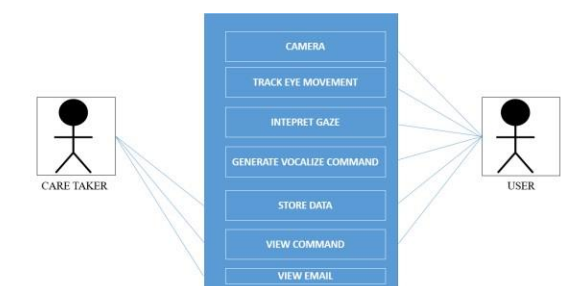 CAMERA
TRACK EYE MOVEMENT
INTEPRET GAZE
GENERATE VOCALIZE COMMAND
CARE TAKER
USER
STORE DATA
VIEW COMMAND
VIEW EMAIL